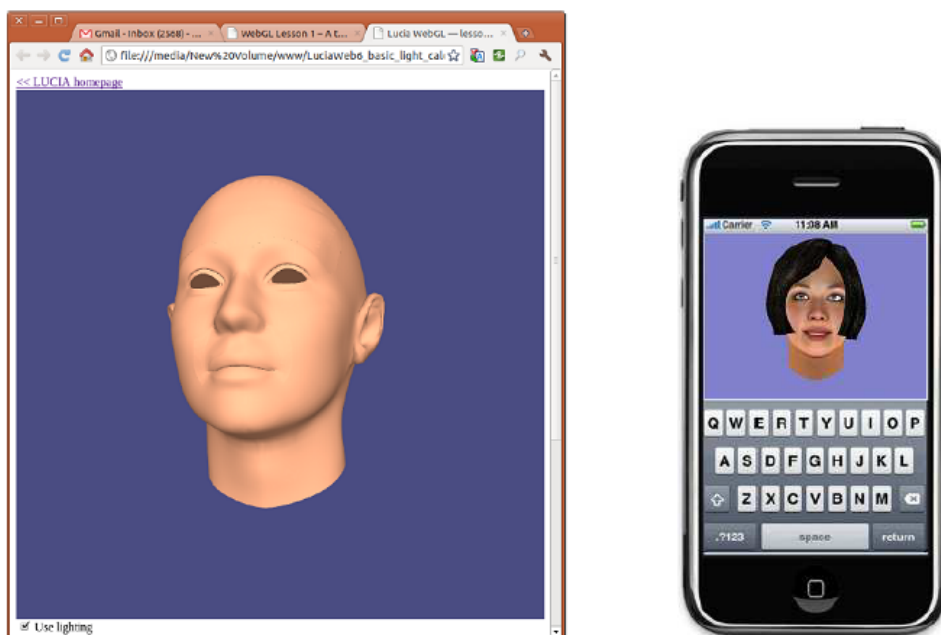 Gmail - Inbox (2568) - ...
WebGL Lesson 1 – A t...
Lucia WebGL — lesso...
file:///media/New%20Volume/www/LuciaWeb6_basic_light_cal
<< LUCIA homepage
Use lighting
Carrier 11:08 AM
Q W E R T Y U I O P
A S D F G H J K L
Z X C V B N M
.?123 space return